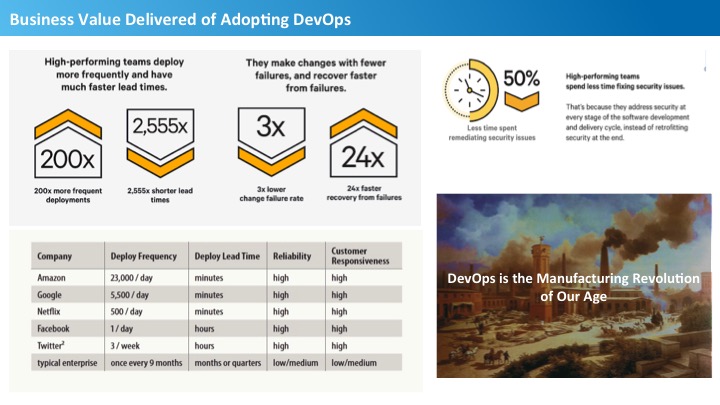 Business Value Delivered of Adopting DevOps
High-performing teams deploy
more frequently and have
much faster lead times.
They make changes with fewer
failures, and recover faster
from failures.
200x
2,555x
3x
24x
200x more frequent
deployments
2,555x shorter lead
times
3x lower
change failure rate
24x faster
recovery from failures
50%
Less time spent
remediating security issues
High-performing teams
spend less time fixing security issues.
That's because they address security at
every stage of the software development
and delivery cycle, instead of retrofitting
security at the end.
Company Deploy Frequency Deploy Lead Time Reliability Customer Responsiveness
Amazon 23,000 / day minutes high high
Google 5,500 / day minutes high high
Netflix 500 / day minutes high high
Facebook 1 / day hours high high
Twitter² 3 / week hours high high
typical enterprise once every 9 months months or quarters low/medium low/medium
DevOps is the Manufacturing Revolution
of Our Age